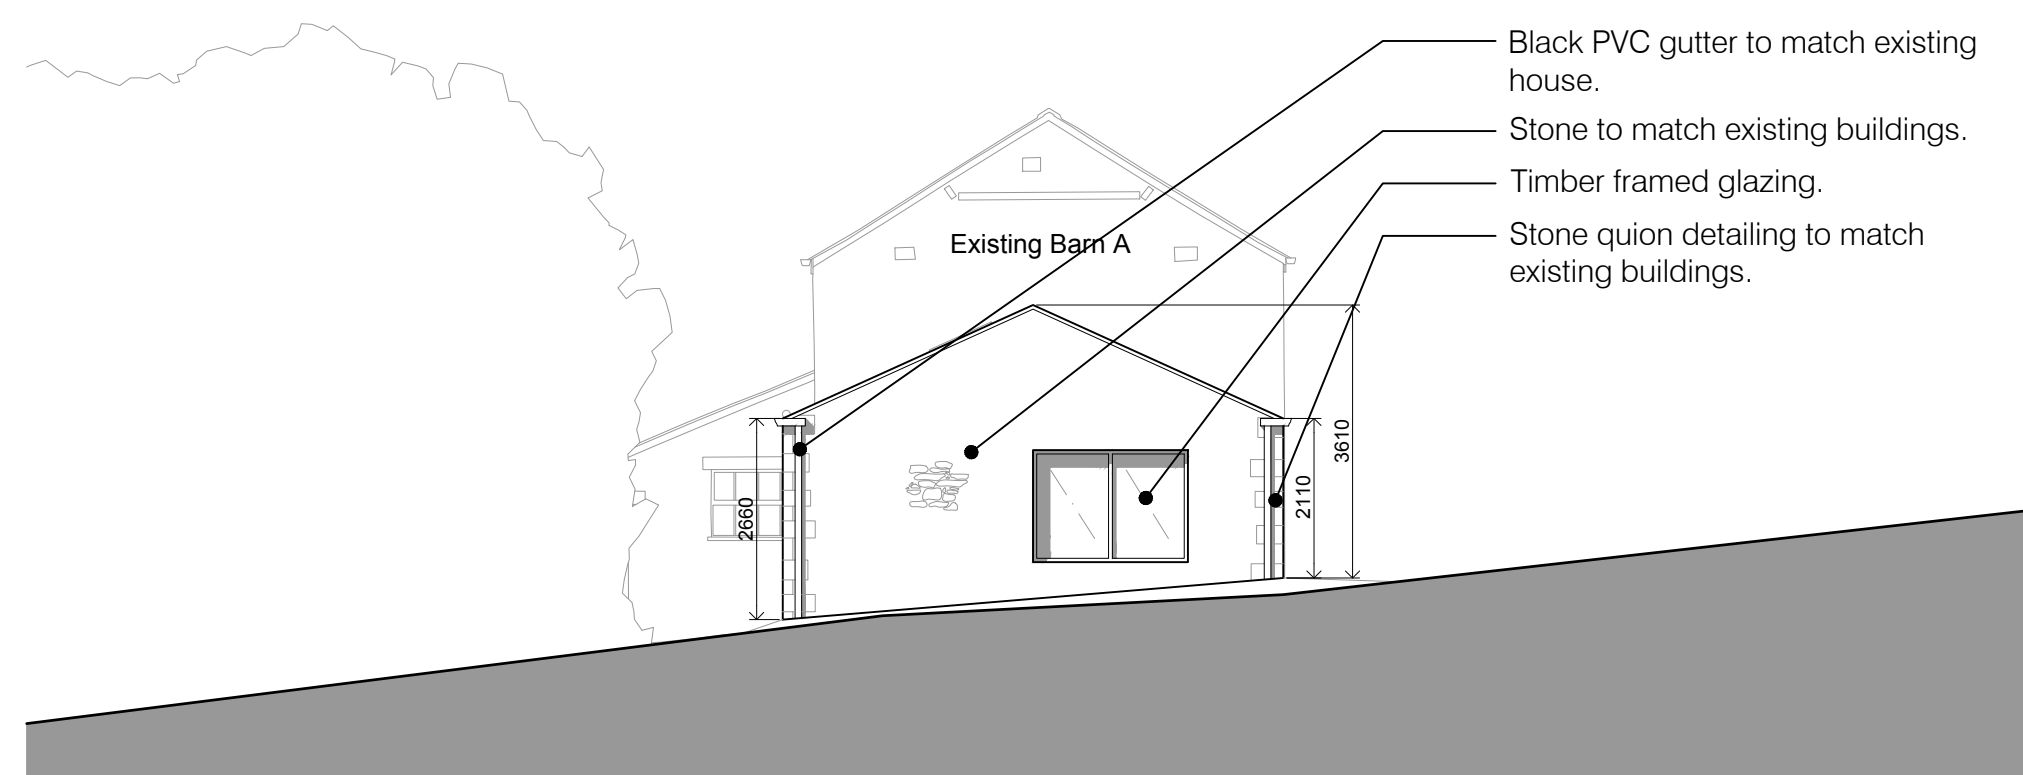 Black PVC gutter to match existing
house.
Stone to match existing buildings.
Timber framed glazing.
Stone quion detailing to match
existing buildings.
Existing Barn A
3610
2110
2660